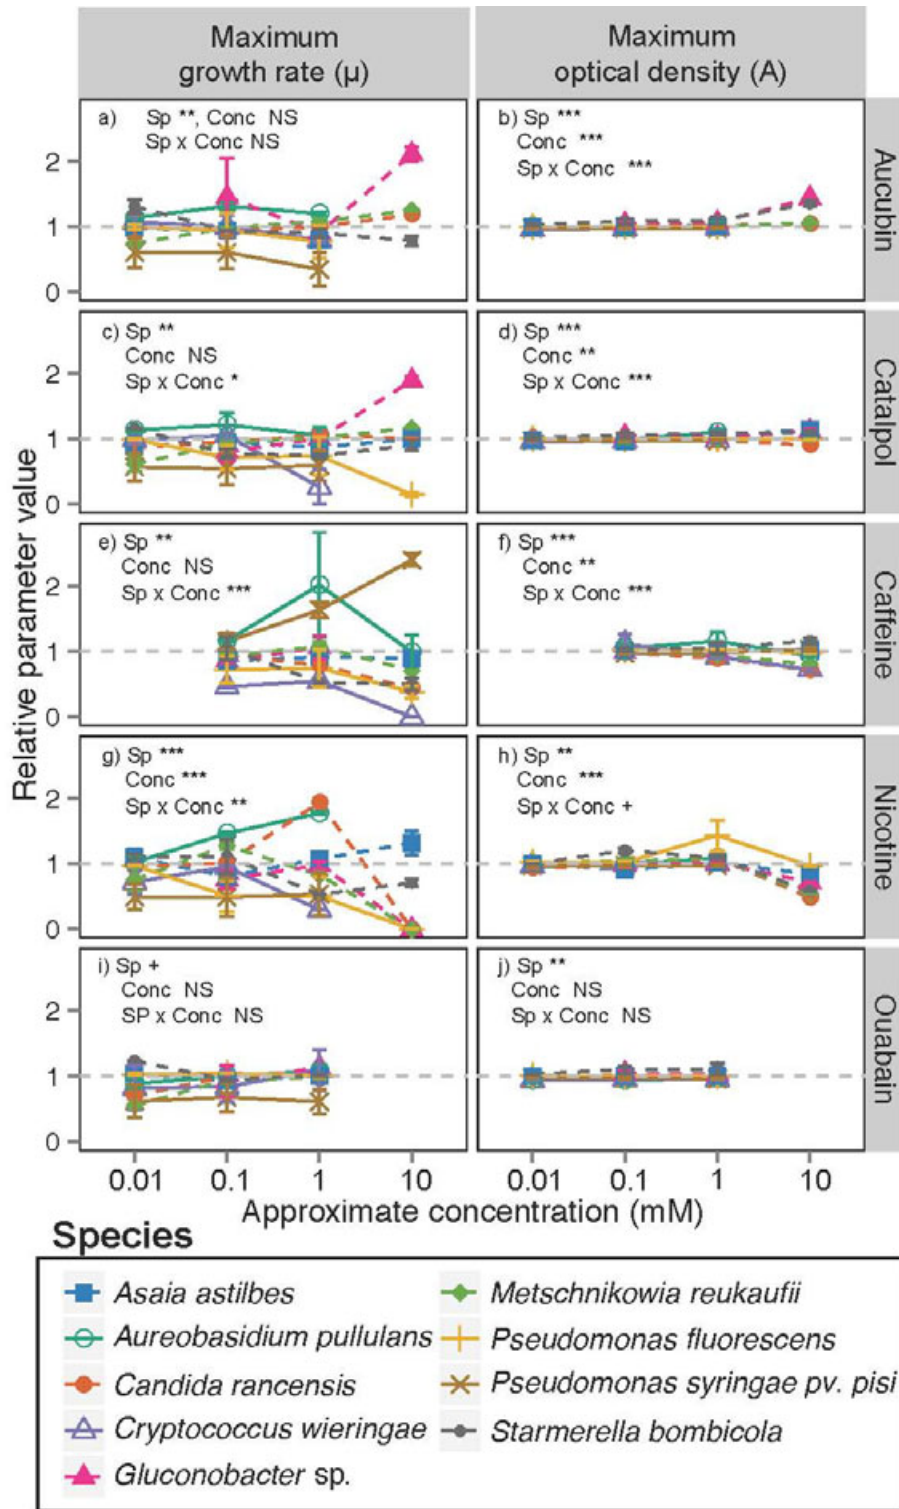 Maximum
growth rate (μ)
Maximum
optical density (A)
a) Sp **, Conc NS
Sp x Conc NS
b) Sp ***
Conc ***
Sp x Conc ***
Aucubin
2
1
0
c) Sp **
Conc NS
Sp x Conc *
d) Sp ***
Conc **
Sp x Conc ***
Catalpol
2
1
0
e) Sp **
Conc NS
Sp x Conc ***
f) Sp ***
Conc **
Sp x Conc ***
Caffeine
2
1
0
g) Sp ***
Conc ***
Sp x Conc **
h) Sp **
Conc ***
Sp x Conc +
Nicotine
2
1
0
i) Sp +
Conc NS
SP x Conc NS
j) Sp **
Conc NS
Sp x Conc NS
Ouabain
2
1
0
Relative parameter value
0.01 0.1 1 10
0.01 0.1 1 10
Approximate concentration (mM)
Species
Asaia astilbes
Aureobasidium pullulans
Candida rancensis
Cryptococcus wieringae
Gluconobacter sp.
Metschnikowia reukaufii
Pseudomonas fluorescens
Pseudomonas syringae pv. pisi
Starmerella bombicola